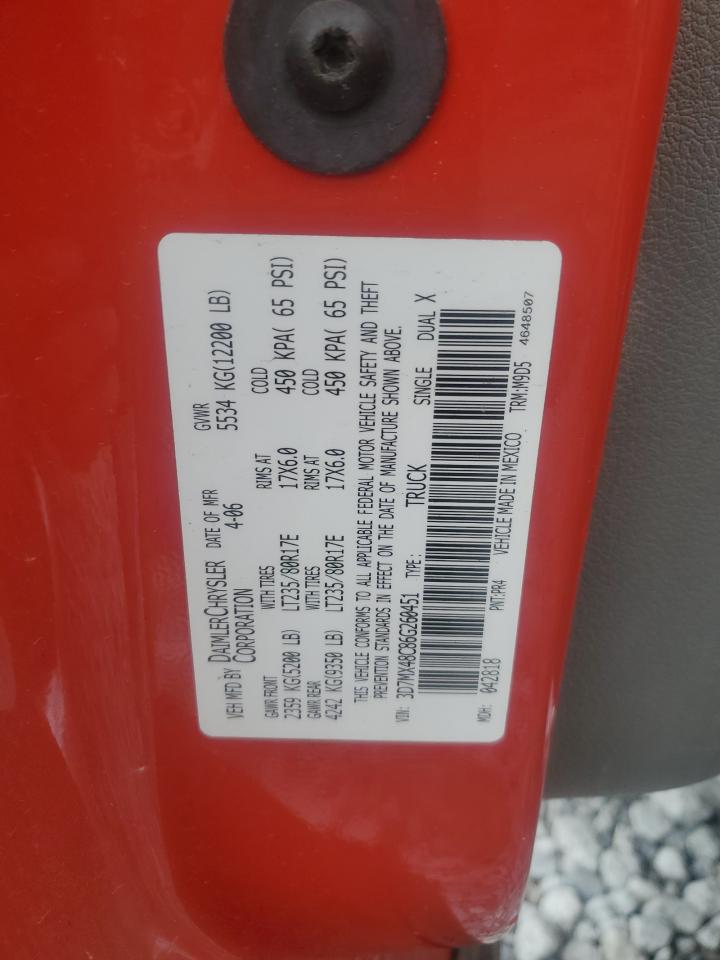 VEH MFD BY DAIMLERCHRYSLER CORPORATION DATE OF MFR 4-06 GVWR 5534 KG(12200 LB)
GAWR FRONT WITH TIRES RIMS AT COLD
2359 KG(5200 LB) LT235/80R17E 17X6.0 450 KPA( 65 PSI)
GAWR REAR WITH TIRES RIMS AT COLD
4242 KG(9350 LB) LT235/80R17E 17X6.0 450 KPA( 65 PSI)
THIS VEHICLE CONFORMS TO ALL APPLICABLE FEDERAL MOTOR VEHICLE SAFETY AND THEFT
PREVENTION STANDARDS IN EFFECT ON THE DATE OF MANUFACTURE SHOWN ABOVE.
VIN: 3D7MX48C86G260451 TYPE: TRUCK SINGLE DUAL X
MDH: 042818 PNT:PR4 VEHICLE MADE IN MEXICO TRM:M9D5 4648507